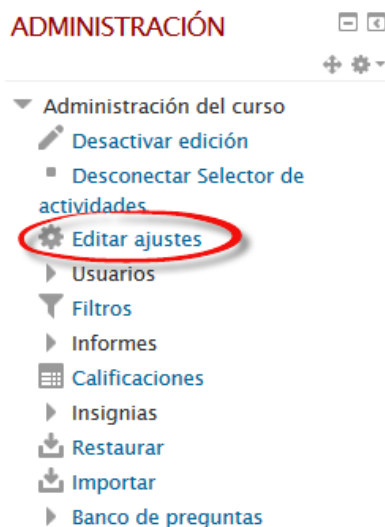 ADMINISTRACIÓN
Administración del curso
Desactivar edición
Desconectar Selector de
actividades
Editar ajustes
Usuarios
Filtros
Informes
Calificaciones
Insignias
Restaurar
Importar
Banco de preguntas